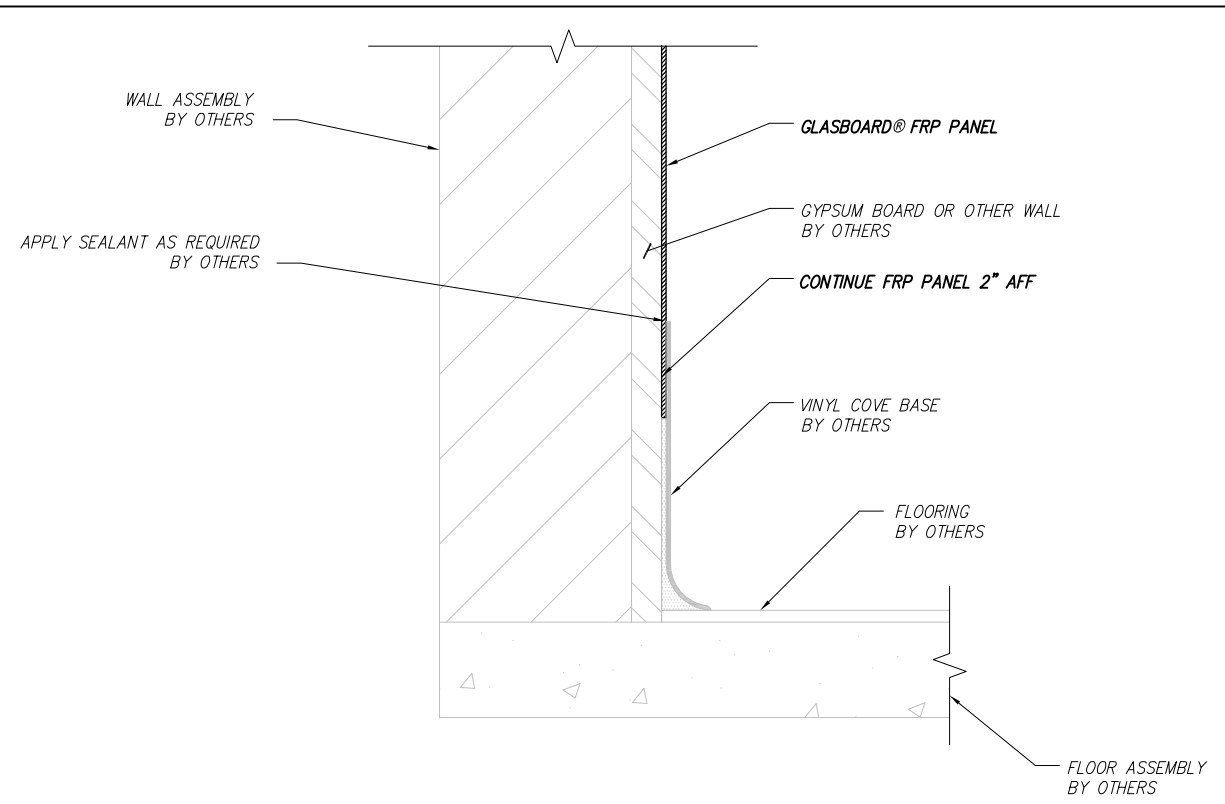 WALL ASSEMBLY
BY OTHERS
GLASBOARD® FRP PANEL
GYPSUM BOARD OR OTHER WALL
BY OTHERS
APPLY SEALANT AS REQUIRED
BY OTHERS
CONTINUE FRP PANEL 2" AFF
VINYL COVE BASE
BY OTHERS
FLOORING
BY OTHERS
FLOOR ASSEMBLY
BY OTHERS